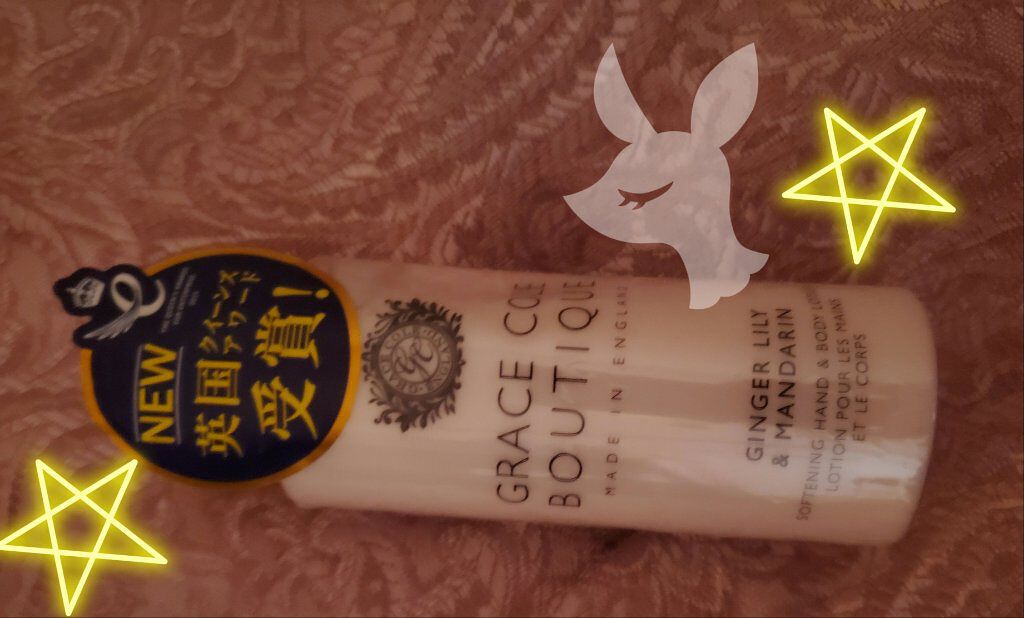 NEW
英国クイーンズアワード
受賞!
GRACE COLE
BOUTIQUE
MADE IN ENGLAND
GINGER LILY
& MANDARIN
SOFTENING HAND & BODY LOTION
LOTION POUR LES MAINS
ET LE CORPS